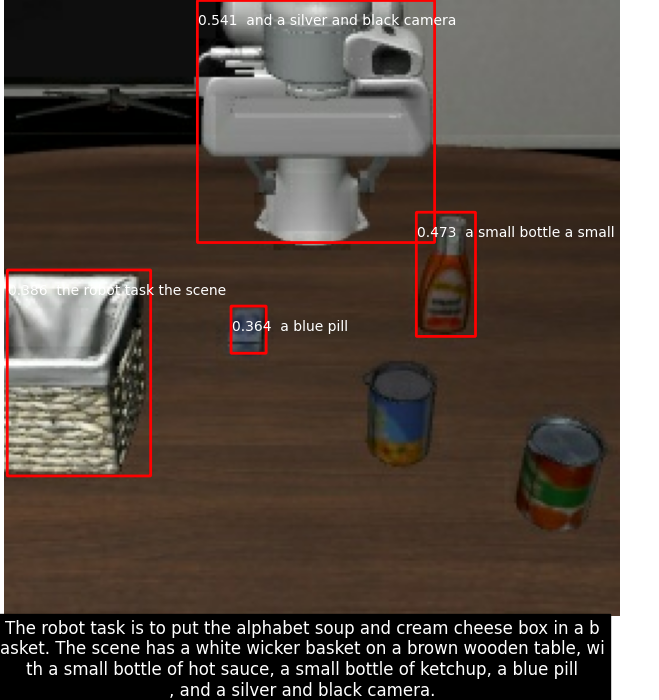 0.541 and a silver and black camera
0.473 a small bottle a small
0.386 the robot task the scene
0.364 a blue pill
The robot task is to put the alphabet soup and cream cheese box in a b
asket. The scene has a white wicker basket on a brown wooden table, wi
th a small bottle of hot sauce, a small bottle of ketchup, a blue pill
, and a silver and black camera.